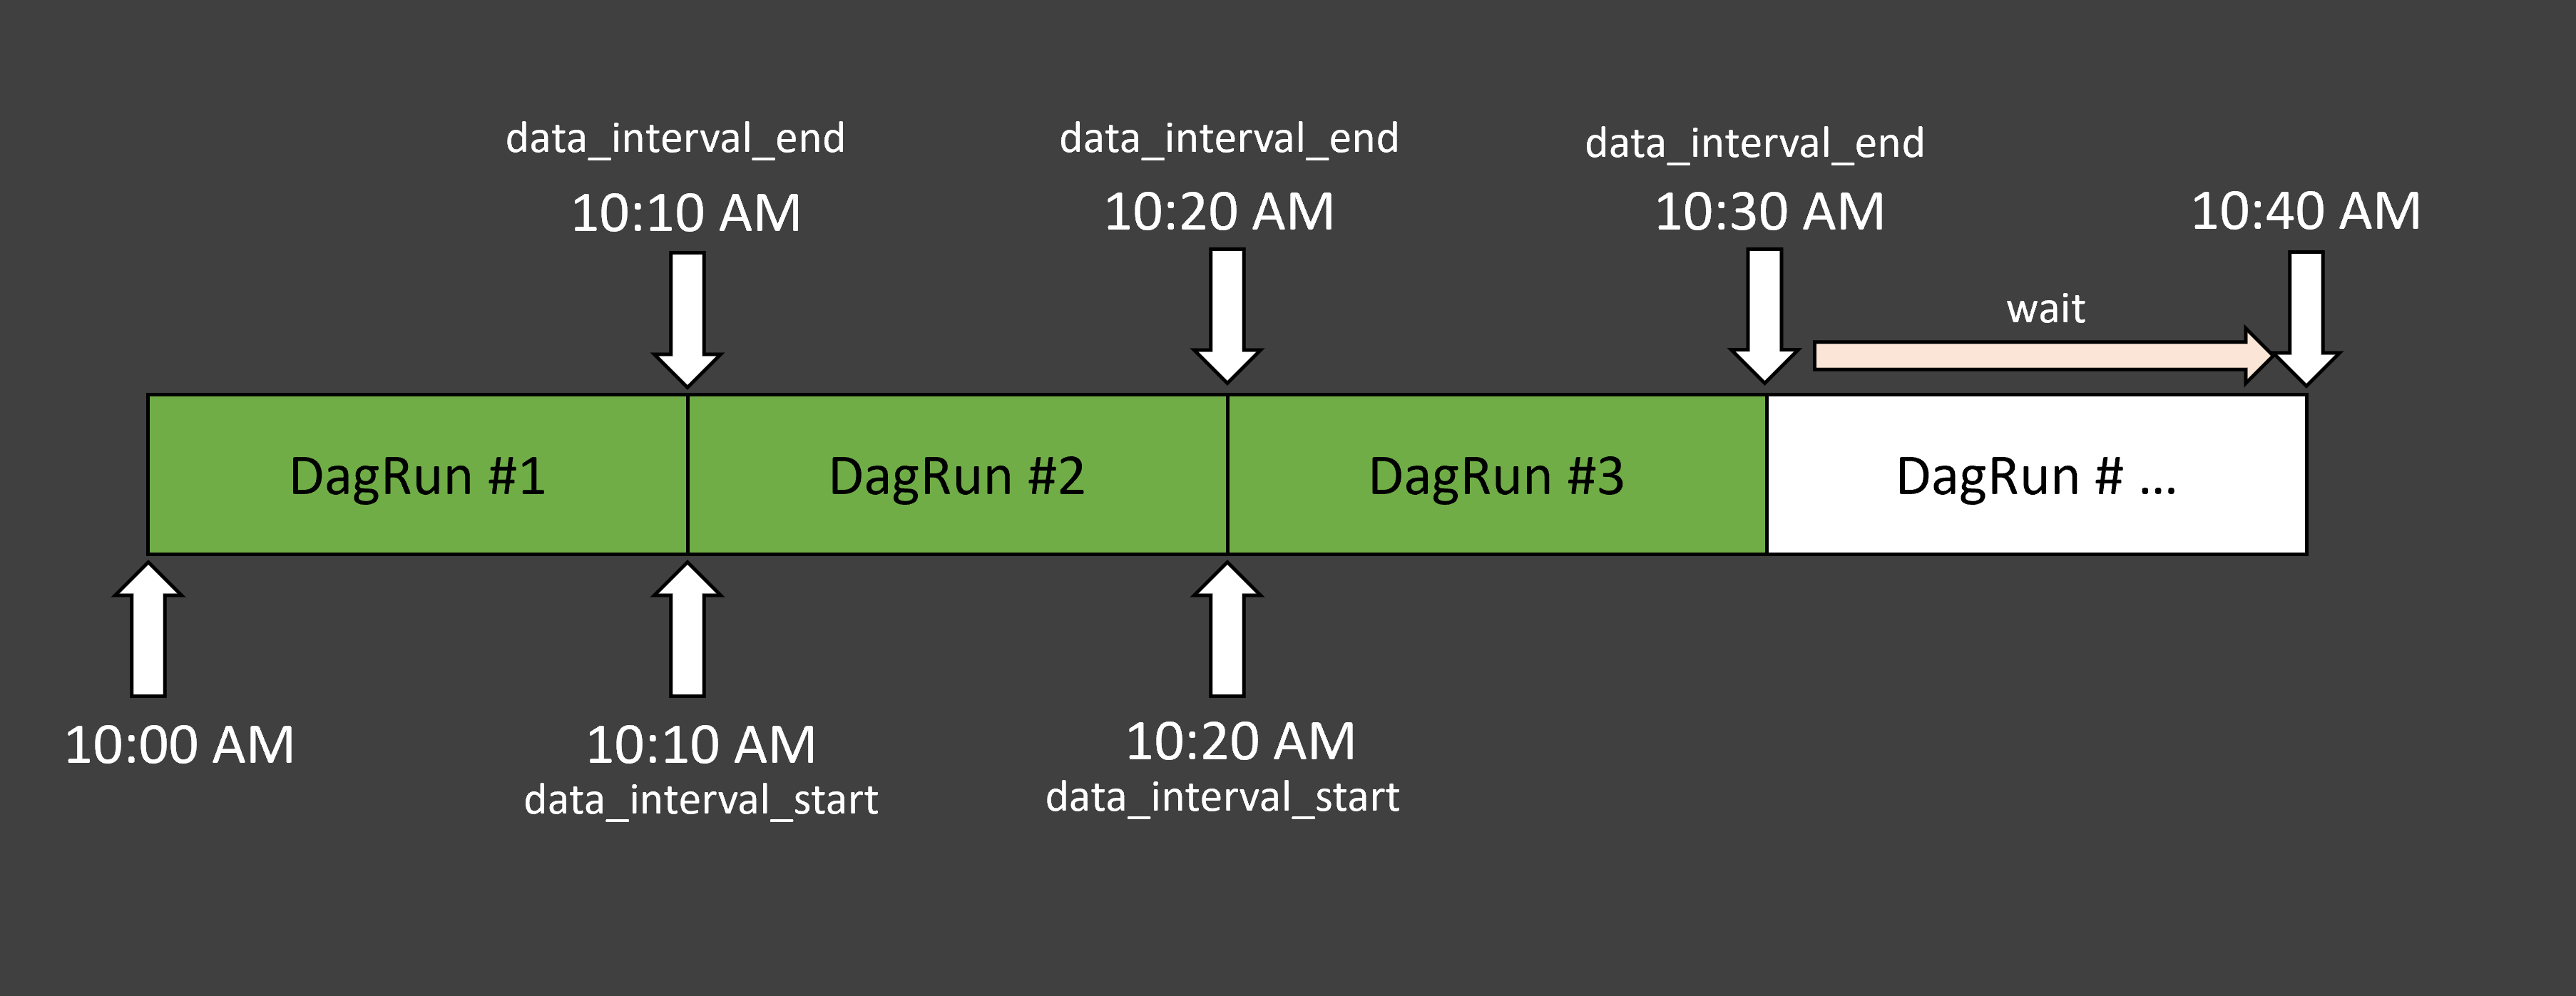 data_interval_end
10:10 AM
data_interval_end
10:20 AM
data_interval_end
10:30 AM
10:40 AM
wait
DagRun #1
DagRun #2
DagRun #3
DagRun # ...
10:00 AM
10:10 AM
data_interval_start
10:20 AM
data_interval_start